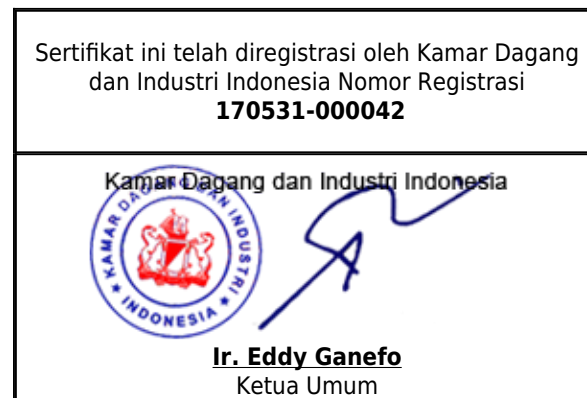 Sertifikat ini telah diregistrasi oleh Kamar Dagang
dan Industri Indonesia Nomor Registrasi
170531-000042
Kamar Dagang dan Industri Indonesia
KAMAR DAGANG DAN INDUSTRI
* INDONESIA *
Ir. Eddy Ganefo
Ketua Umum